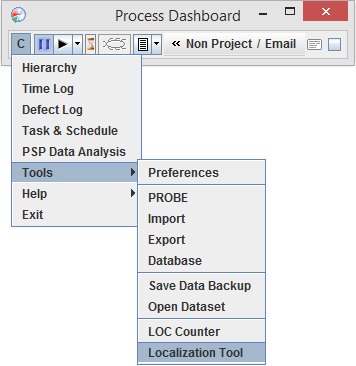 Process Dashboard
C
« Non Project / Email
Hierarchy
Time Log
Defect Log
Task & Schedule
PSP Data Analysis
Tools
Help
Exit
Preferences
PROBE
Import
Export
Database
Save Data Backup
Open Dataset
LOC Counter
Localization Tool